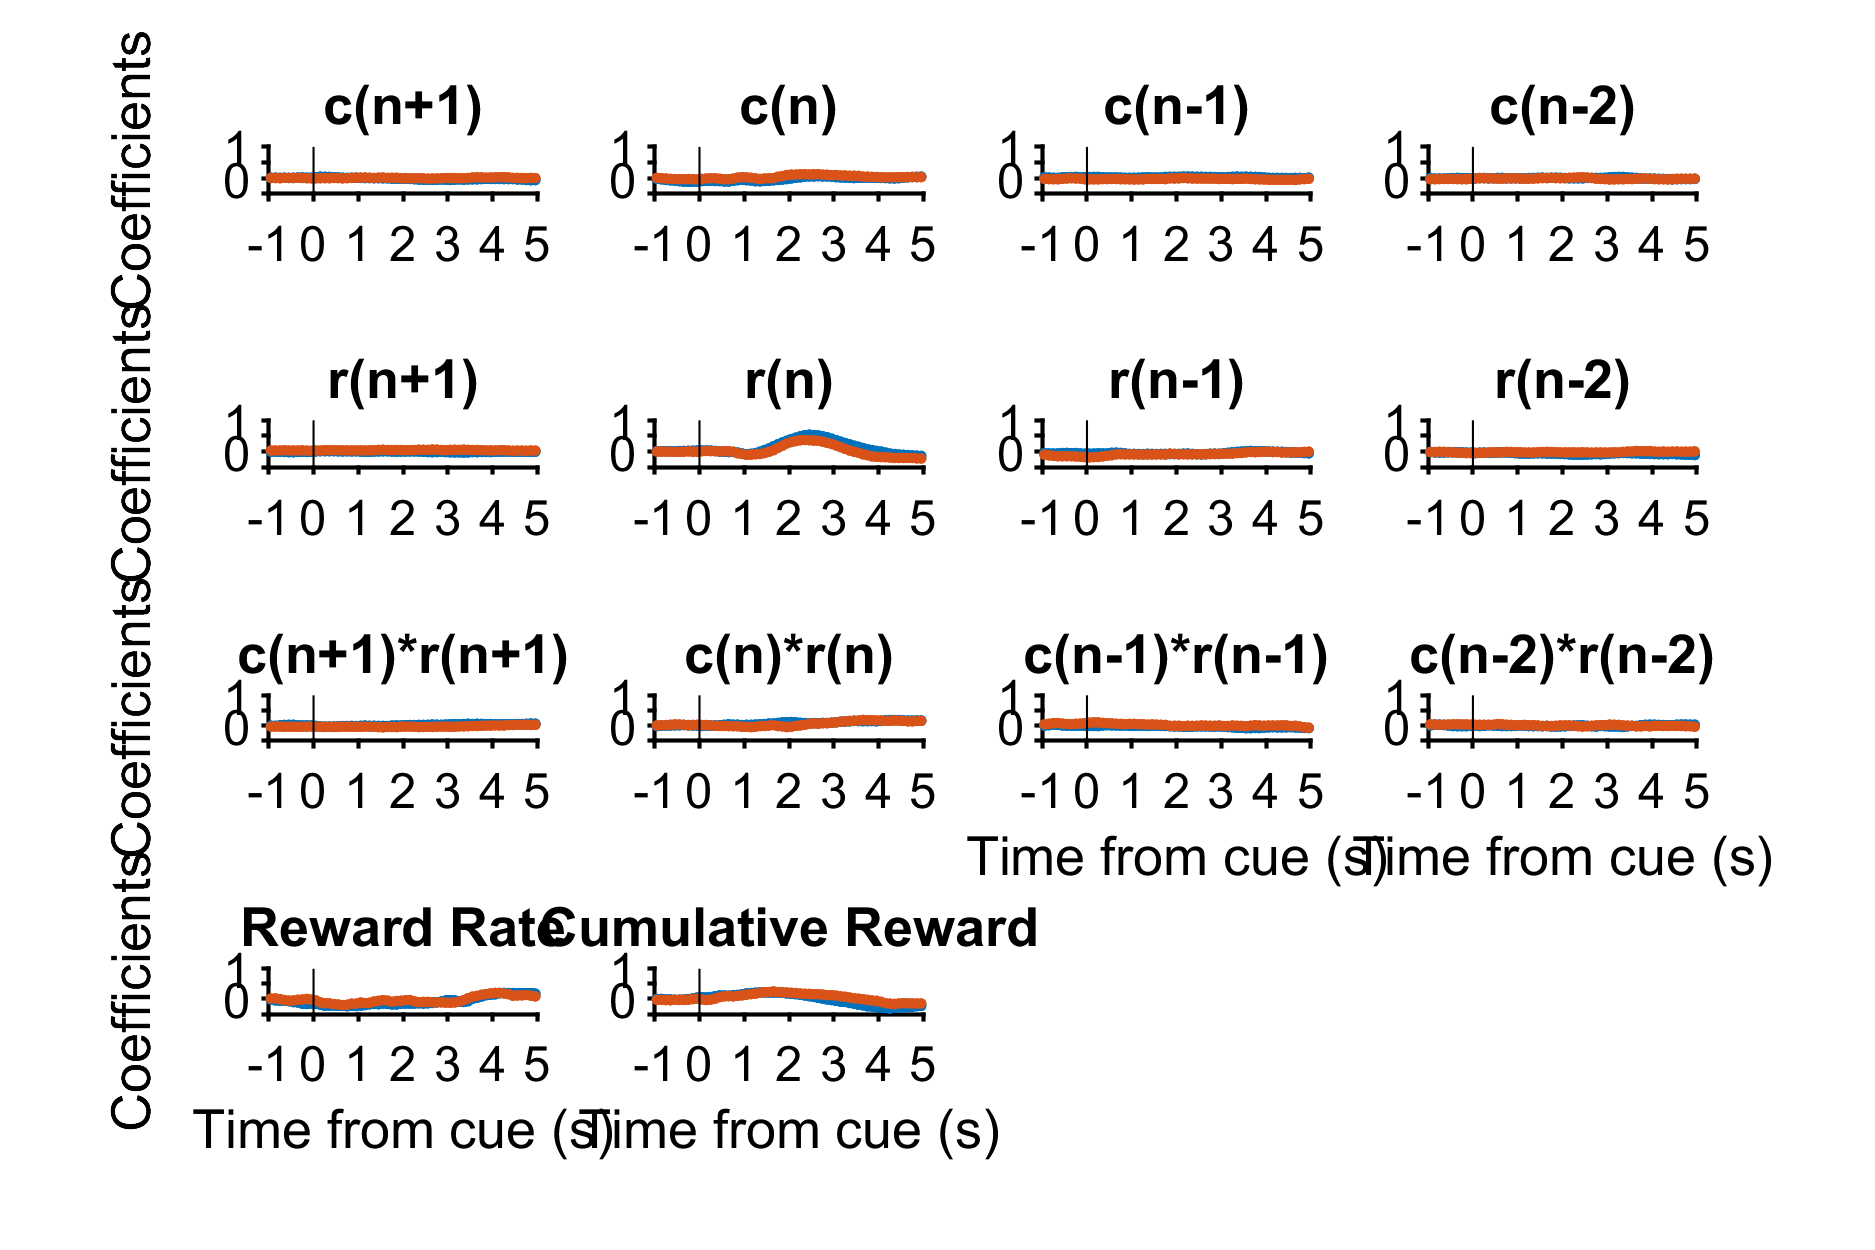 Coefficients
c(n+1) c(n) c(n-1) c(n-2)
1 1 1 1
0 0 0 0
-1 0 1 2 3 4 5 -1 0 1 2 3 4 5 -1 0 1 2 3 4 5 -1 0 1 2 3 4 5
Coefficients
r(n+1) r(n) r(n-1) r(n-2)
1 1 1 1
0 0 0 0
-1 0 1 2 3 4 5 -1 0 1 2 3 4 5 -1 0 1 2 3 4 5 -1 0 1 2 3 4 5
Coefficients
c(n+1)*r(n+1) c(n)*r(n) c(n-1)*r(n-1) c(n-2)*r(n-2)
1 1 1 1
0 0 0 0
-1 0 1 2 3 4 5 -1 0 1 2 3 4 5 -1 0 1 2 3 4 5 -1 0 1 2 3 4 5
Time from cue (s) Time from cue (s)
Coefficients
Reward Rate Cumulative Reward
1 1
0 0
-1 0 1 2 3 4 5 -1 0 1 2 3 4 5
Time from cue (s) Time from cue (s)